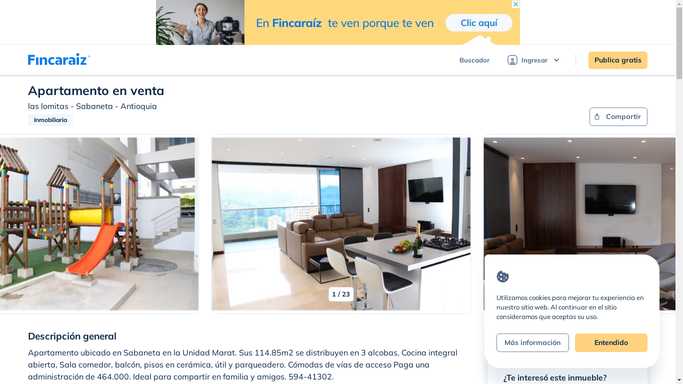 En Fincaraíz te ven porque te ven
Clic aquí
Fincaraiz
Buscador
Ingresar
Publica gratis
Apartamento en venta
las lomitas - Sabaneta - Antioquia
Inmobiliaria
Compartir
1 / 23
Utilizamos cookies para mejorar tu experiencia en
nuestro sitio web. Al continuar en el sitio
consideramos que aceptas su uso.
Más información
Entendido
Descripción general
Apartamento ubicado en Sabaneta en la Unidad Marat. Sus 114.85m2 se distribuyen en 3 alcobas. Cocina integral
abierta, Sala comedor, balcón, pisos en cerámica, útil y parqueadero. Cómodas de vías de acceso Paga una
administración de 464.000. Ideal para compartir en familia y amigos. 594-41302.
¿Te interesó este inmueble?